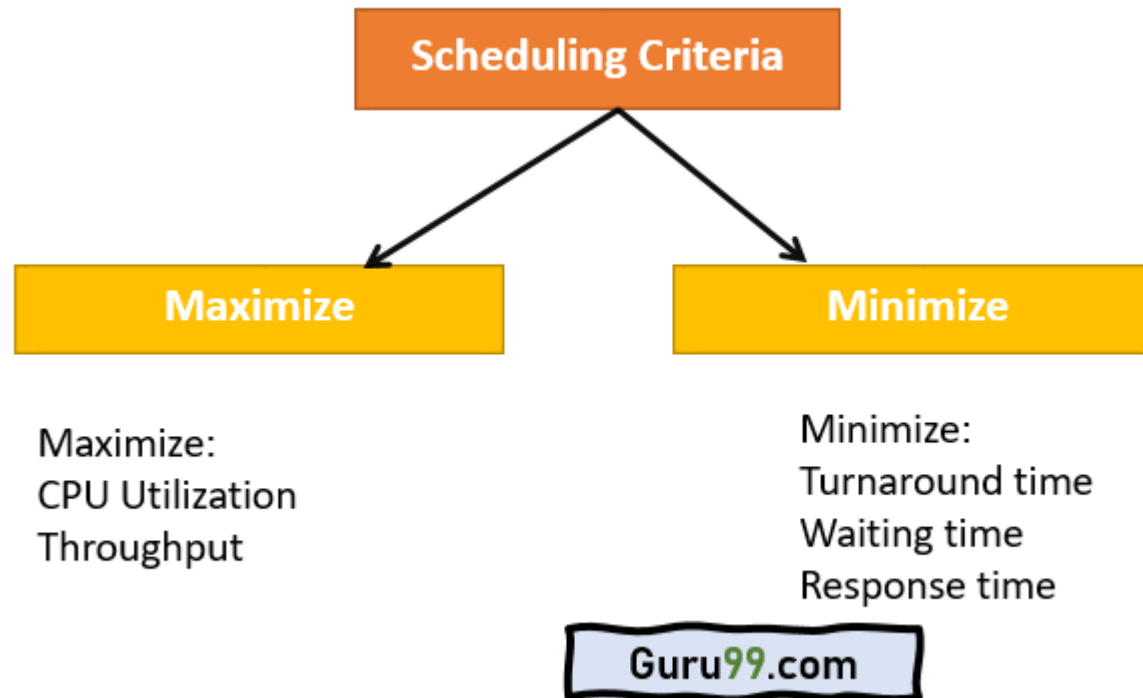 Scheduling Criteria
Maximize
Minimize
Maximize:
CPU Utilization
Throughput
Minimize:
Turnaround time
Waiting time
Response time
Guru99.com